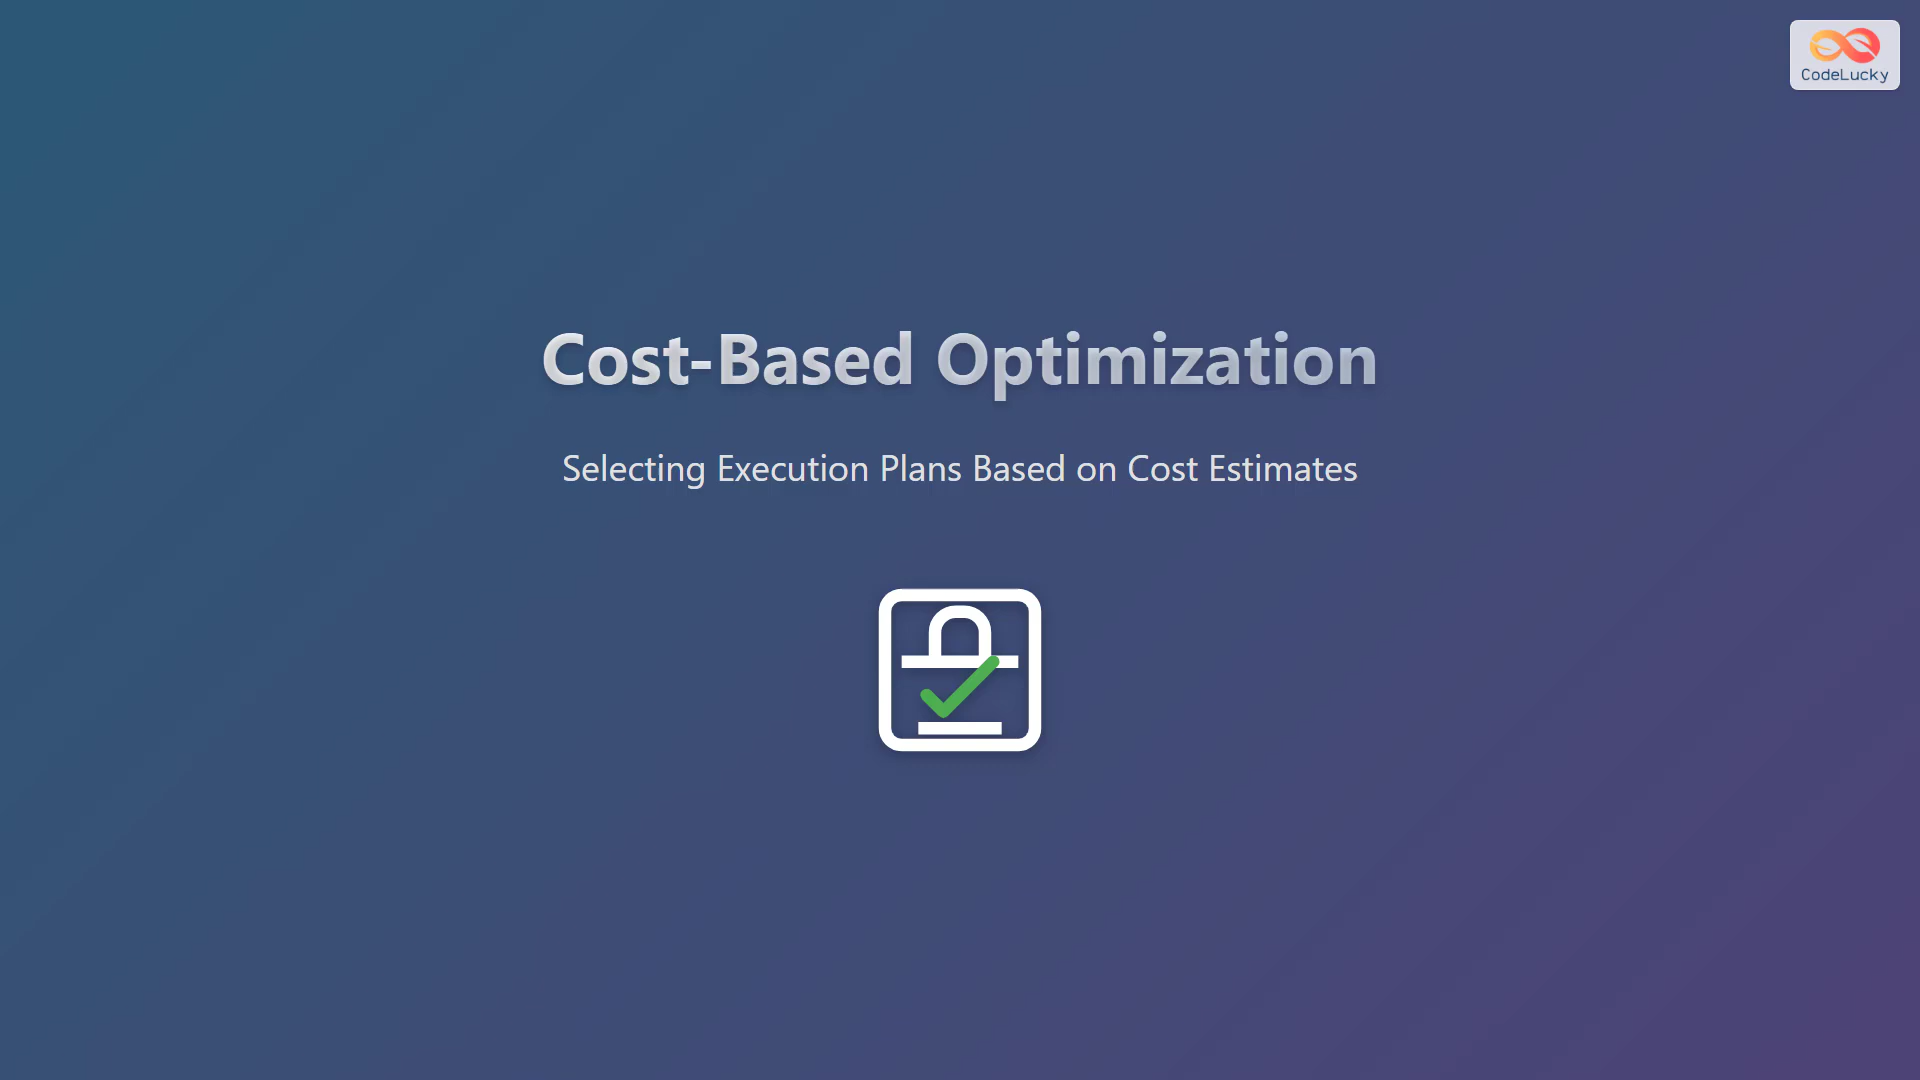 CodeLucky
Cost-Based Optimization
Selecting Execution Plans Based on Cost Estimates